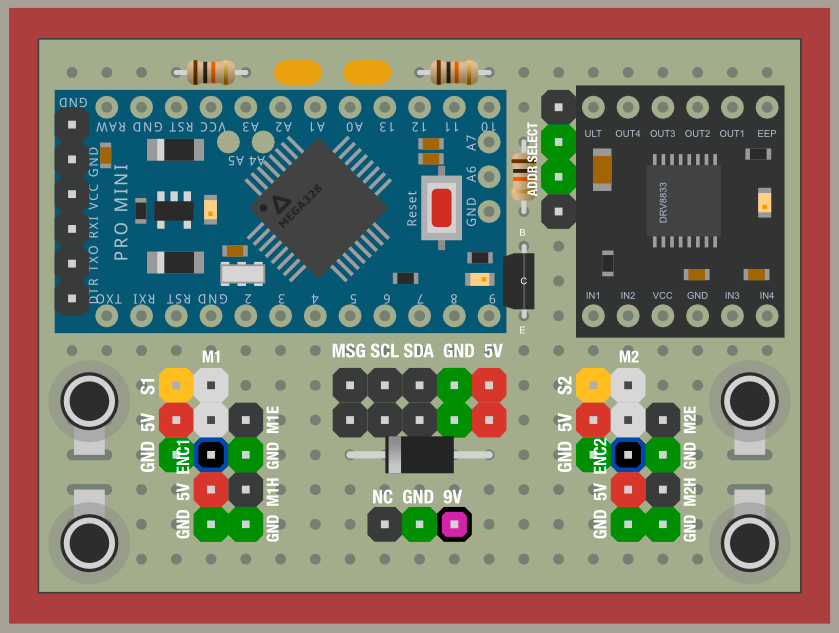 GND
RAW GND RST VCC A3 A2 A1 A0 13 12 11 10
A5 A4
A7
A6
GND
DTR TXO RXI VCC GND
PRO MINI
MEGA328
Reset
TXO RXI RST GND 2 3 4 5 6 7 8 9
ADDR SELECT
B
C
E
ULT OUT4 OUT3 OUT2 OUT1 EEP
DRV8833
IN1 IN2 VCC GND IN3 IN4
M1
S1
5V M1E
GND ENC1 GND
5V M1H
GND GND
MSG SCL SDA GND 5V
NC GND 9V
M2
S2
5V M2E
GND ENC2 GND
5V M2H
GND GND